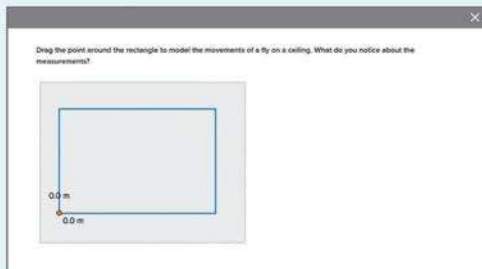 Drag the point around the rectangle to model the movements of a fly on a ceiling. What do you notice about the
measurements?
0.0 m
0.0 m